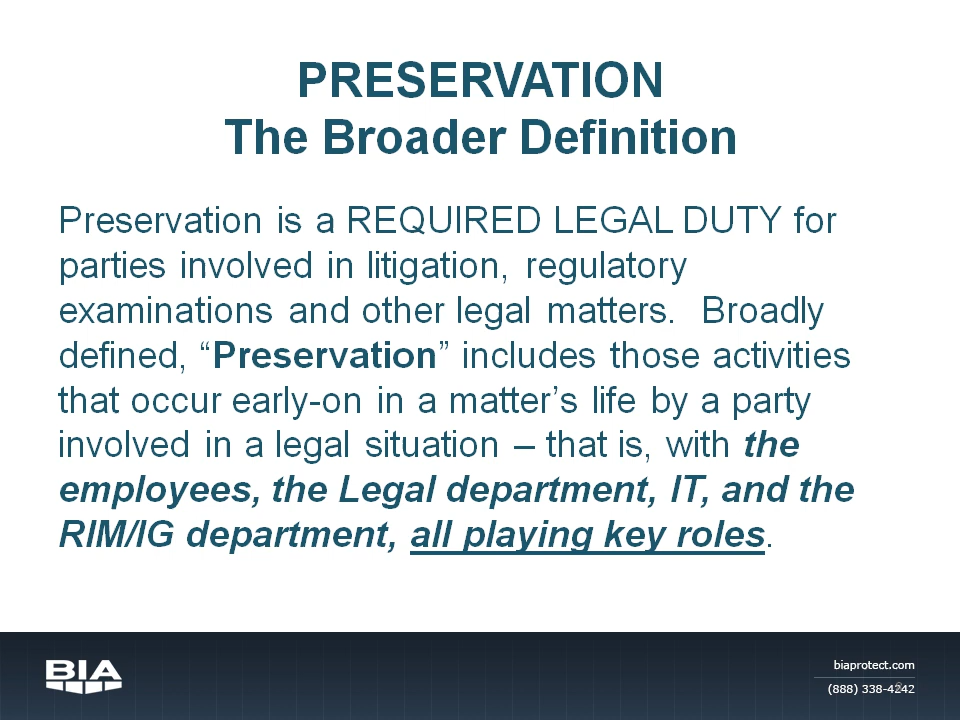 PRESERVATION
The Broader Definition
Preservation is a REQUIRED LEGAL DUTY for
parties involved in litigation, regulatory
examinations and other legal matters.  Broadly
defined, “Preservation” includes those activities
that occur early-on in a matter’s life by a party
involved in a legal situation – that is, with the
employees, the Legal department, IT, and the
RIM/IG department, all playing key roles.
BIA
biaprotect.com
(888) 338-4242